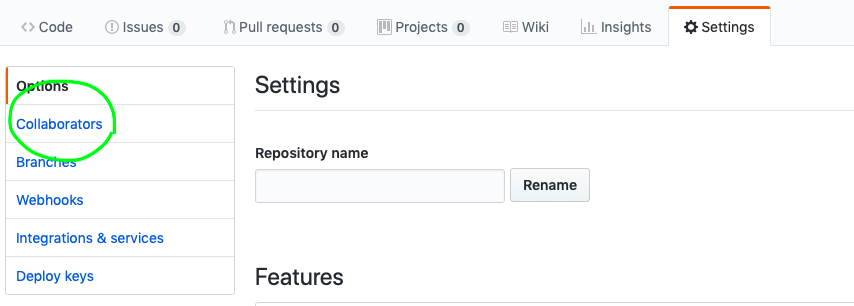 Code Issues 0 Pull requests 0 Projects 0 Wiki Insights Settings
Options
Collaborators
Branches
Webhooks
Integrations & services
Deploy keys
Settings
Repository name
Rename
Features